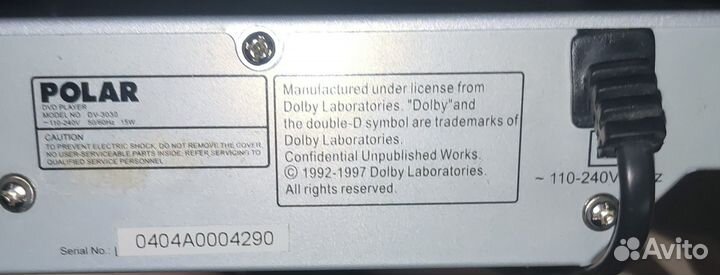 POLAR
DVD PLAYER
MODEL NO DV-3030
~110-240V 50/60Hz 15W
CAUTION
TO PREVENT ELECTRIC SHOCK, DO NOT REMOVE THE COVER.
NO USER-SERVICEABLE PARTS INSIDE, REFER SERVICING TO
QUALIFIED SERVICE PERSONNEL
Manufactured under license from
Dolby Laboratories. "Dolby"and
the double-D symbol are trademarks of
Dolby Laboratories.
Confidential Unpublished Works.
© 1992-1997 Dolby Laboratories.
All rights reserved.
~ 110-240V
Serial No.: 0404A0004290
Avito